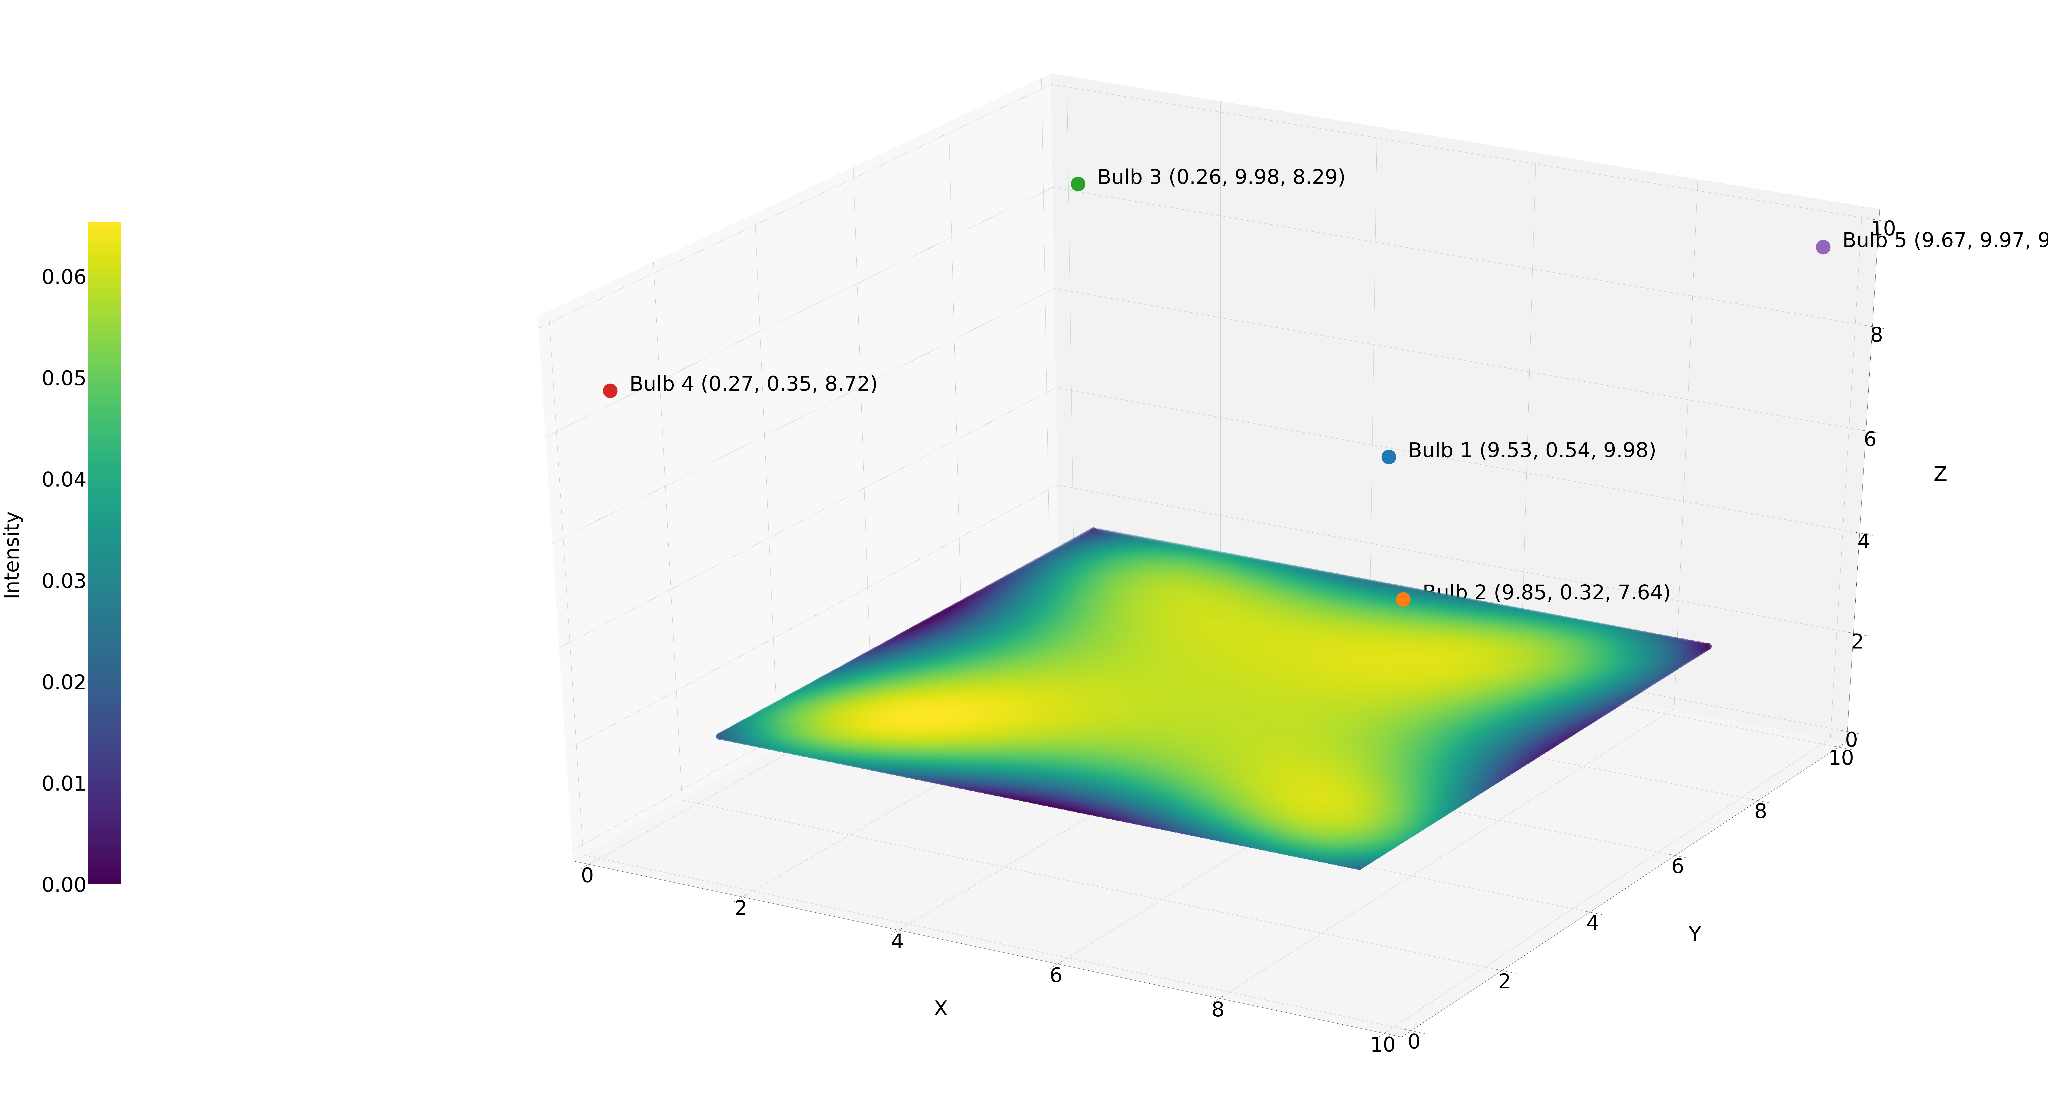 Bulb 3 (0.26, 9.98, 8.29)
10
Bulb 5 (9.67, 9.97, 9
8
Bulb 4 (0.27, 0.35, 8.72)
6
Bulb 1 (9.53, 0.54, 9.98)
Z
4
Bulb 2 (9.85, 0.32, 7.64)
2
0
10
8
6
4
2
0
Y
0
2
4
6
8
10
X
0.06
0.05
0.04
0.03
0.02
0.01
0.00
Intensity